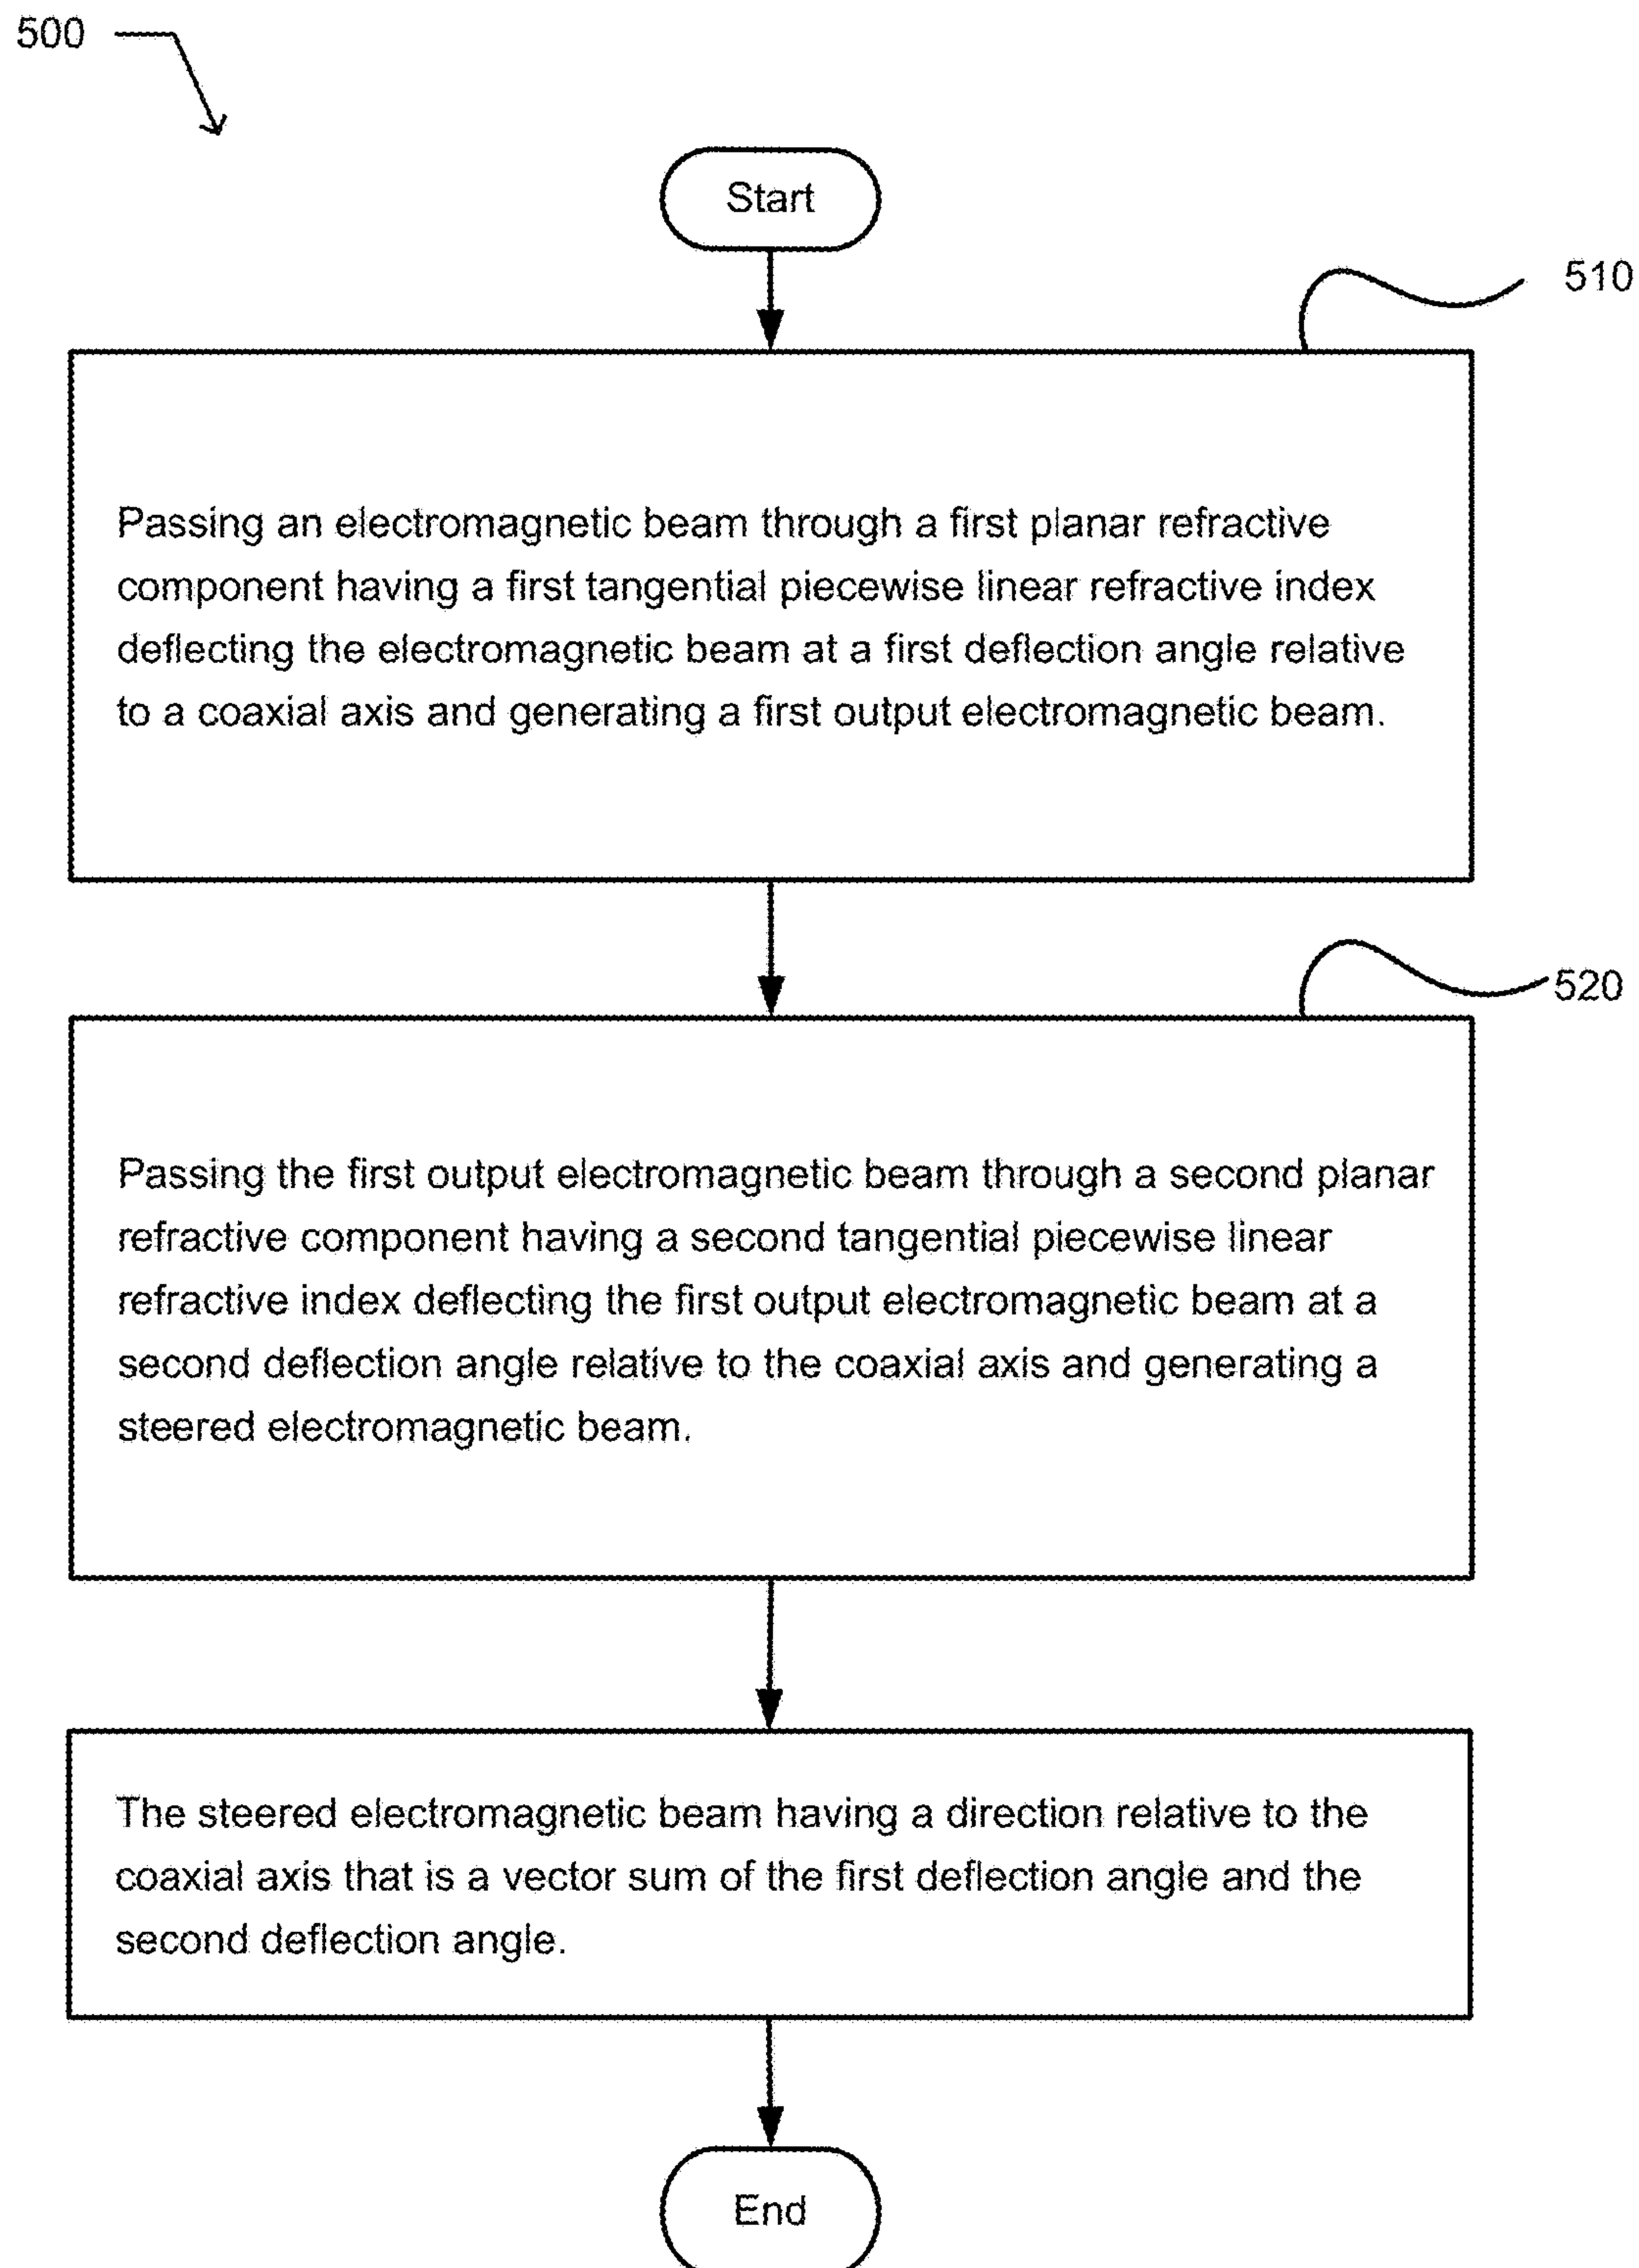 500
Start
510
Passing an electromagnetic beam through a first planar refractive
component having a first tangential piecewise linear refractive index
deflecting the electromagnetic beam at a first deflection angle relative
to a coaxial axis and generating a first output electromagnetic beam.
520
Passing the first output electromagnetic beam through a second planar
refractive component having a second tangential piecewise linear
refractive index deflecting the first output electromagnetic beam at a
second deflection angle relative to the coaxial axis and generating a
steered electromagnetic beam.
The steered electromagnetic beam having a direction relative to the
coaxial axis that is a vector sum of the first deflection angle and the
second deflection angle.
End